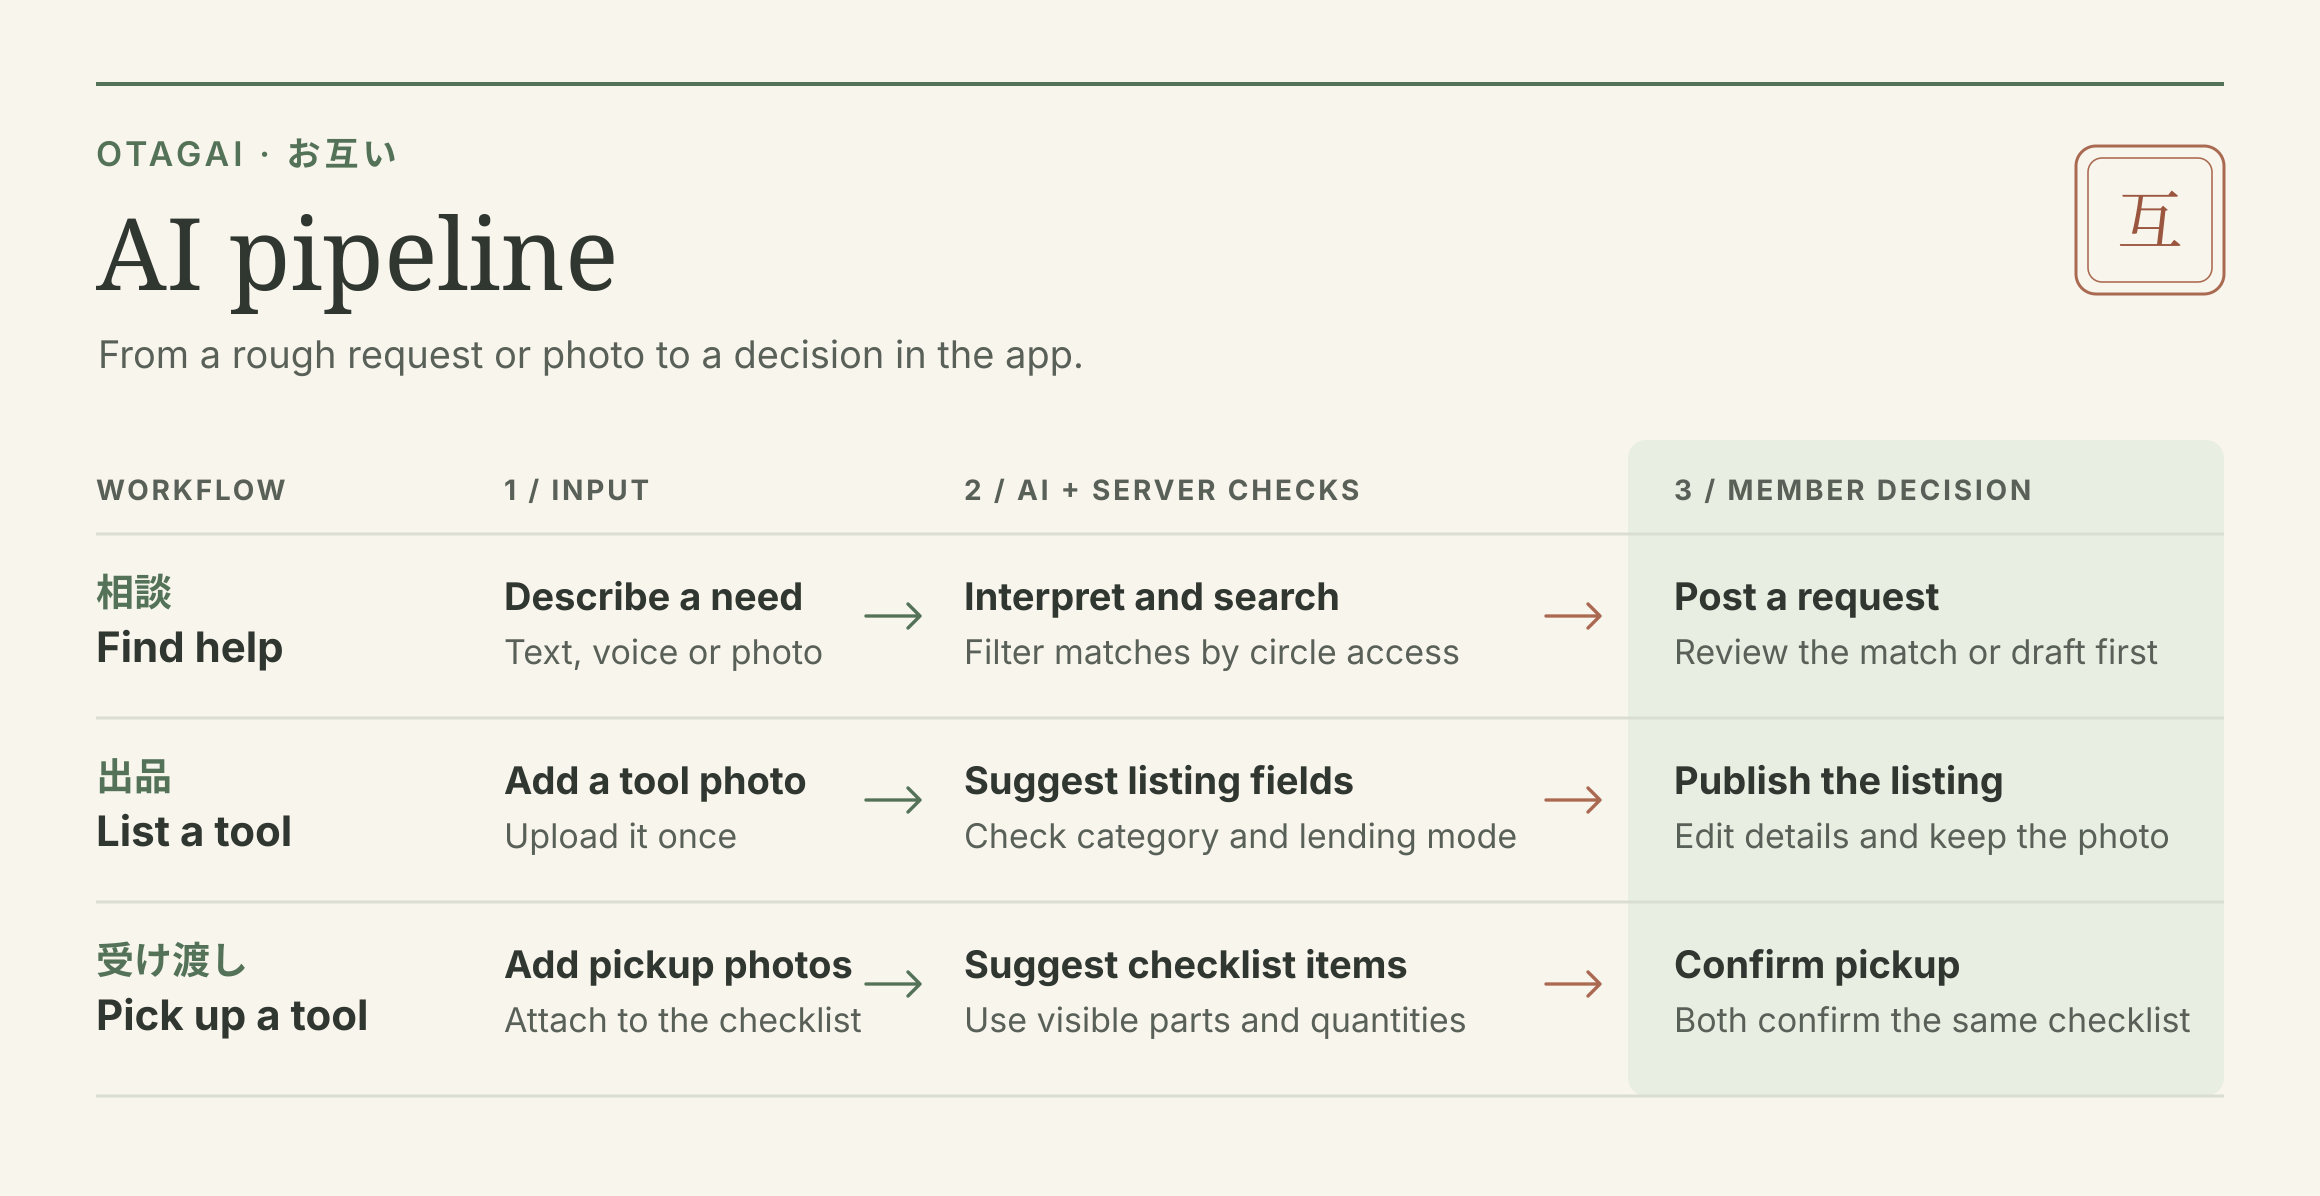 OTAGAI · お互い
互
AI pipeline
From a rough request or photo to a decision in the app.
WORKFLOW
1 / INPUT
2 / AI + SERVER CHECKS
3 / MEMBER DECISION
相談
Find help
Describe a need
Text, voice or photo
Interpret and search
Filter matches by circle access
Post a request
Review the match or draft first
出品
List a tool
Add a tool photo
Upload it once
Suggest listing fields
Check category and lending mode
Publish the listing
Edit details and keep the photo
受け渡し
Pick up a tool
Add pickup photos
Attach to the checklist
Suggest checklist items
Use visible parts and quantities
Confirm pickup
Both confirm the same checklist